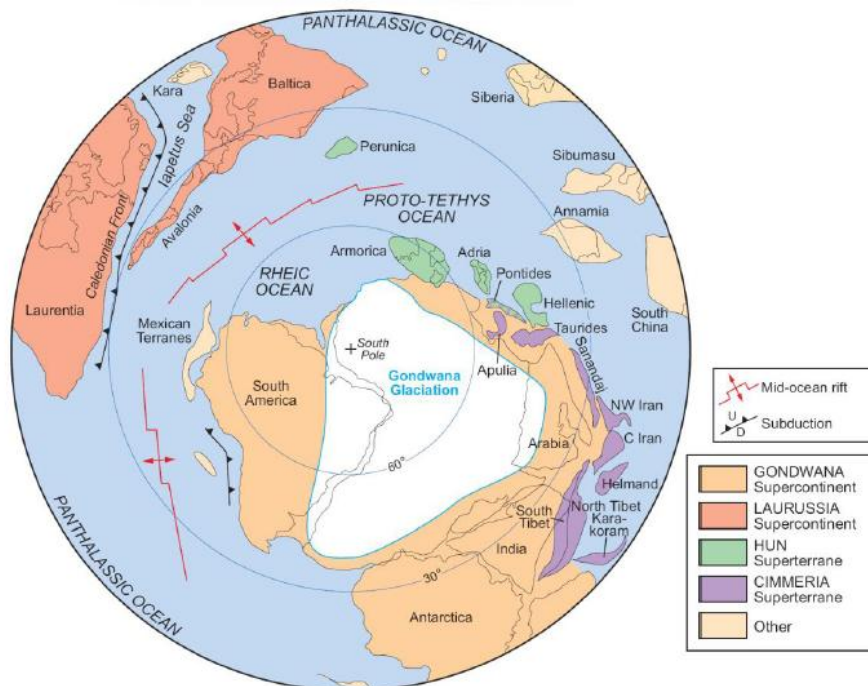 PANTHALASSIC OCEAN
Kara
Baltica
Siberia
Iapetus Sea
Perunica
Sibumasu
Caledonian Front
Avalonia
PROTO-TETHYS
OCEAN
Annamia
Armorica
Adria
RHEIC
OCEAN
Pontides
Hellenic
Laurentia
Mexican
Terranes
South
China
Taurides
South Pole
Apulia
Sanandaj
Gondwana
Glaciation
South
America
NW Iran
Arabia
C Iran
60°
Helmand
South
Tibet
North Tibet
Kara-
koram
India
30°
PANTHALASSIC OCEAN
Antarctica
Mid-ocean rift
U
D
Subduction
GONDWANA
Supercontinent
LAURUSSIA
Supercontinent
HUN
Superterrane
CIMMERIA
Superterrane
Other